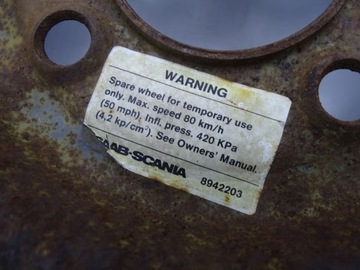 WARNING
Spare wheel for temporary use
only. Max. speed 80 km/h
(50 mph), Infl. press. 420 KPa
(4,2 kp/cm²). See Owners' Manual.
SAAB-SCANIA 8942203